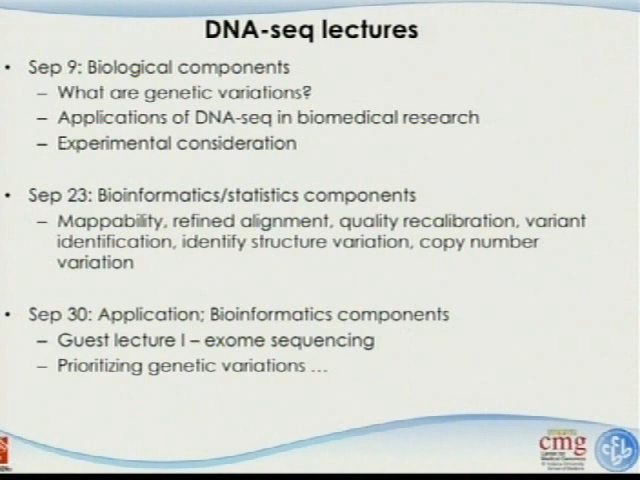 DNA-seq lectures
• Sep 9: Biological components
– What are genetic variations?
– Applications of DNA-seq in biomedical research
– Experimental consideration
• Sep 23: Bioinformatics/statistics components
– Mappability, refined alignment, quality recalibration, variant
identification, identify structure variation, copy number
variation
• Sep 30: Application; Bioinformatics components
– Guest lecture I – exome sequencing
– Prioritizing genetic variations …
cmg